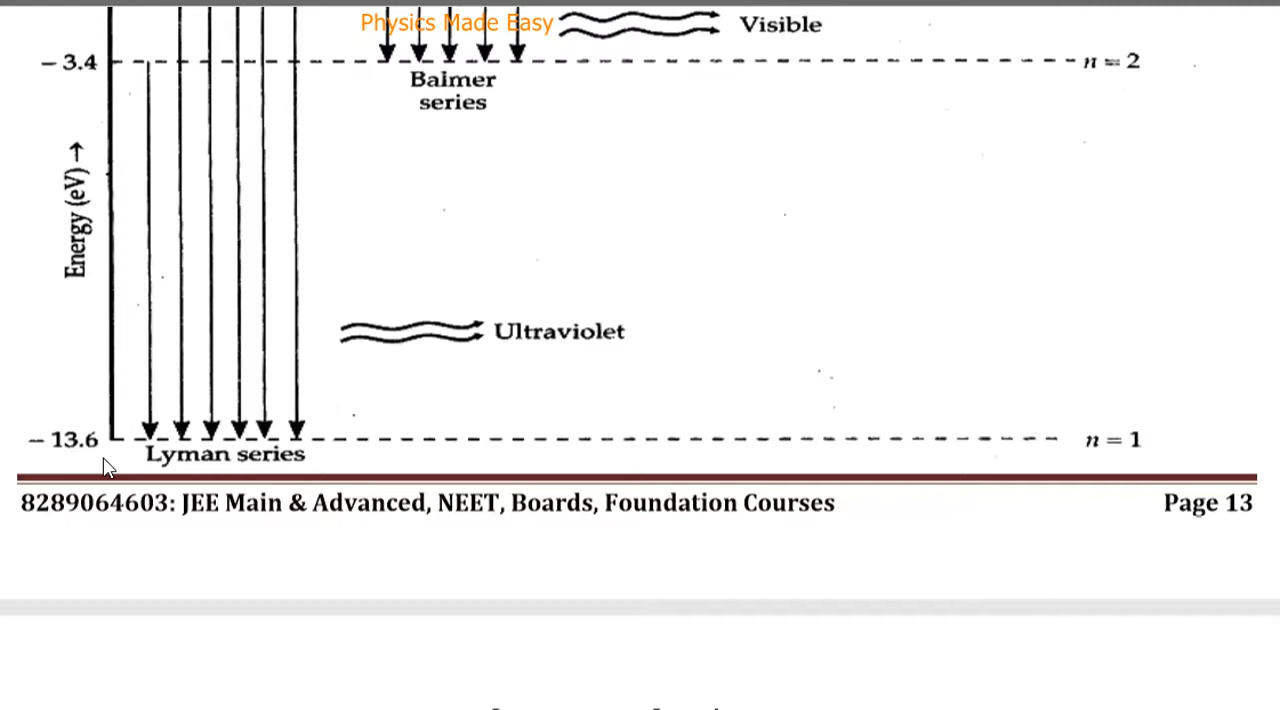 Physics Made Easy
Visible
– 3.4
n = 2
Balmer
series
Energy (eV) →
Ultraviolet
– 13.6
n = 1
Lyman series
8289064603: JEE Main & Advanced, NEET, Boards, Foundation Courses
Page 13